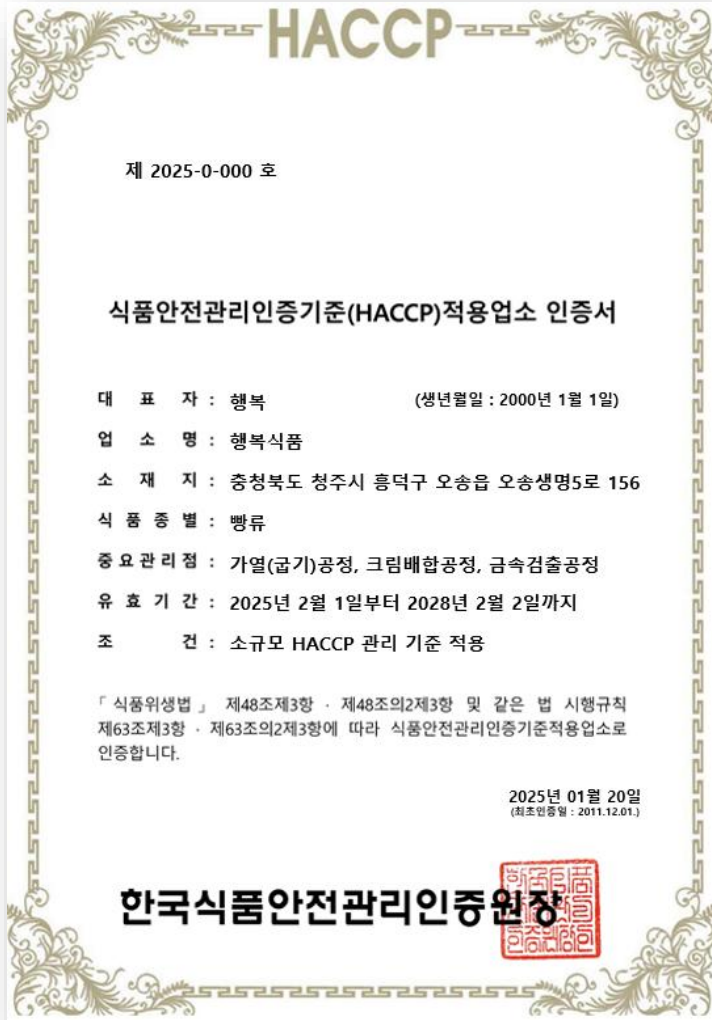 HACCP
제 2025-0-000 호
식품안전관리인증기준(HACCP)적용업소 인증서
대 표 자 : 행복 (생년월일 : 2000년 1월 1일)
업 소 명 : 행복식품
소 재 지 : 충청북도 청주시 흥덕구 오송읍 오송생명5로 156
식 품 종 별 : 빵류
중요관리점 : 가열(굽기)공정, 크림배합공정, 금속검출공정
유 효 기 간 : 2025년 2월 1일부터 2028년 2월 2일까지
조 건 : 소규모 HACCP 관리 기준 적용
「식품위생법」 제48조제3항 · 제48조의2제3항 및 같은 법 시행규칙
제63조제3항 · 제63조의2제3항에 따라 식품안전관리인증기준적용업소로
인증합니다.
2025년 01월 20일
(최초인증일 : 2011.12.01.)
한국식품안전관리인증원장